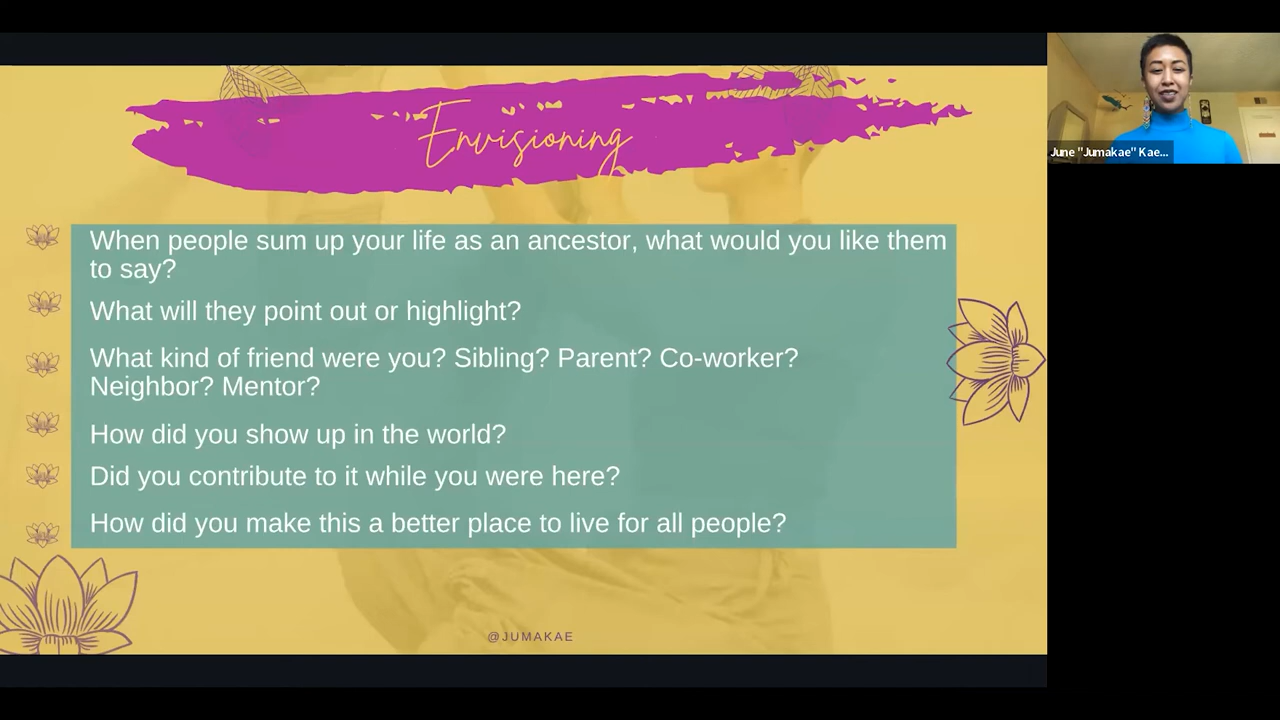 Envisioning
June "Jumakae" Kae...
When people sum up your life as an ancestor, what would you like them
to say?
What will they point out or highlight?
What kind of friend were you? Sibling? Parent? Co-worker?
Neighbor? Mentor?
How did you show up in the world?
Did you contribute to it while you were here?
How did you make this a better place to live for all people?
@JUMAKAE